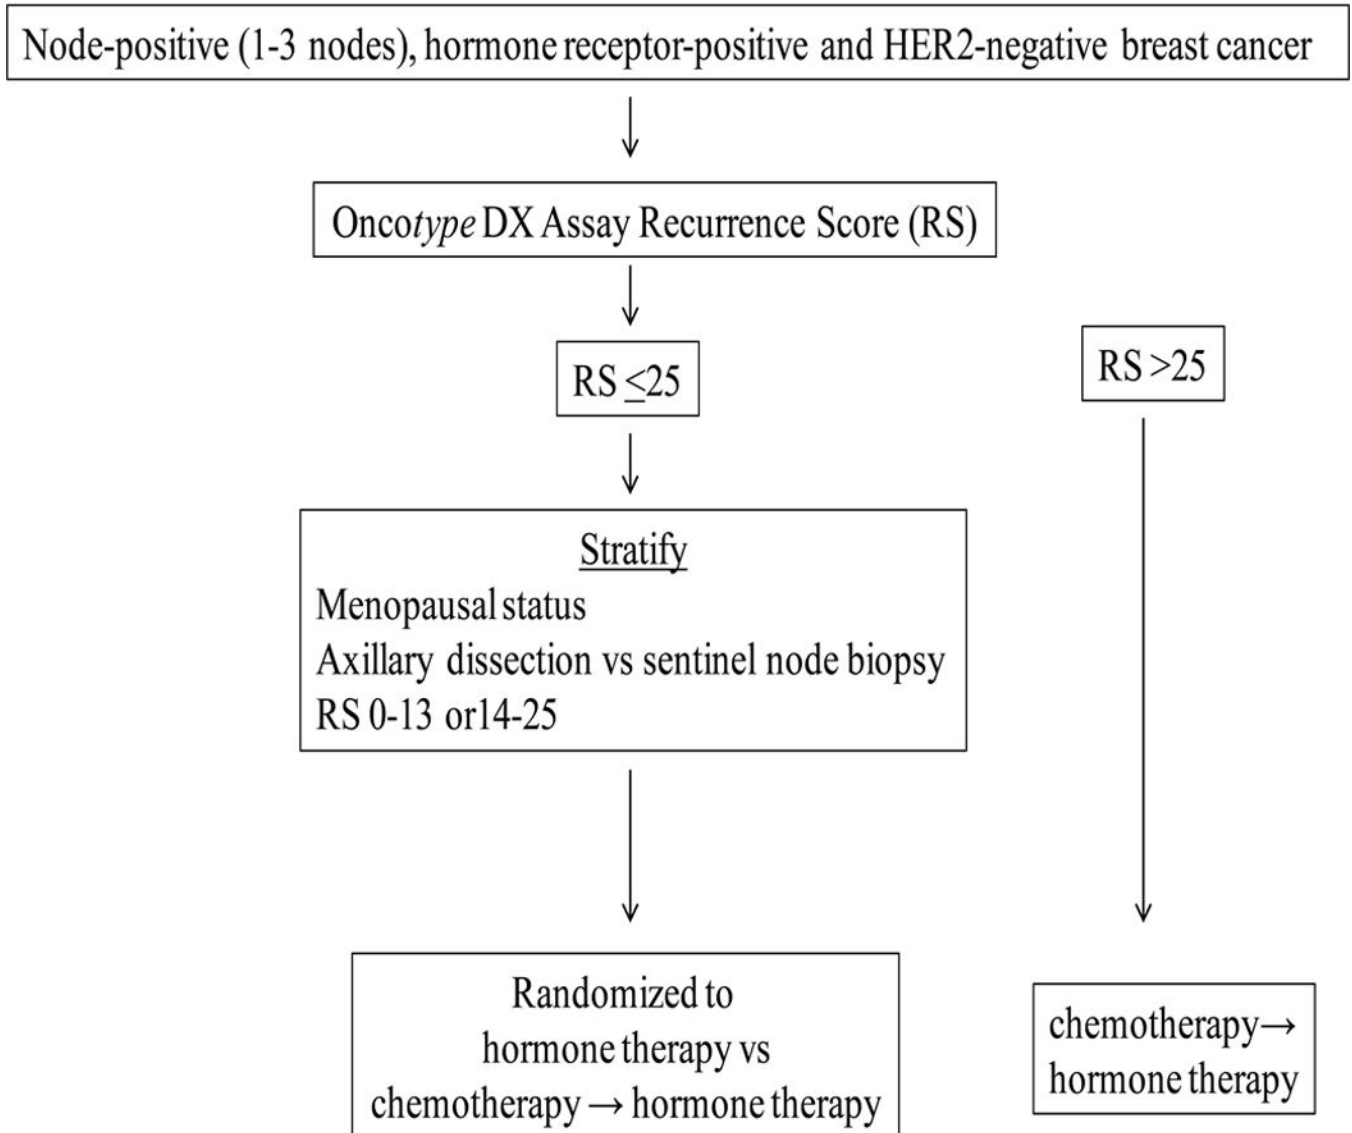 Node-positive (1-3 nodes), hormone receptor-positive and HER2-negative breast cancer
Oncotype DX Assay Recurrence Score (RS)
RS ≤25
RS >25
Stratify
Menopausal status
Axillary dissection vs sentinel node biopsy
RS 0-13 or14-25
Randomized to
hormone therapy vs
chemotherapy → hormone therapy
chemotherapy→
hormone therapy